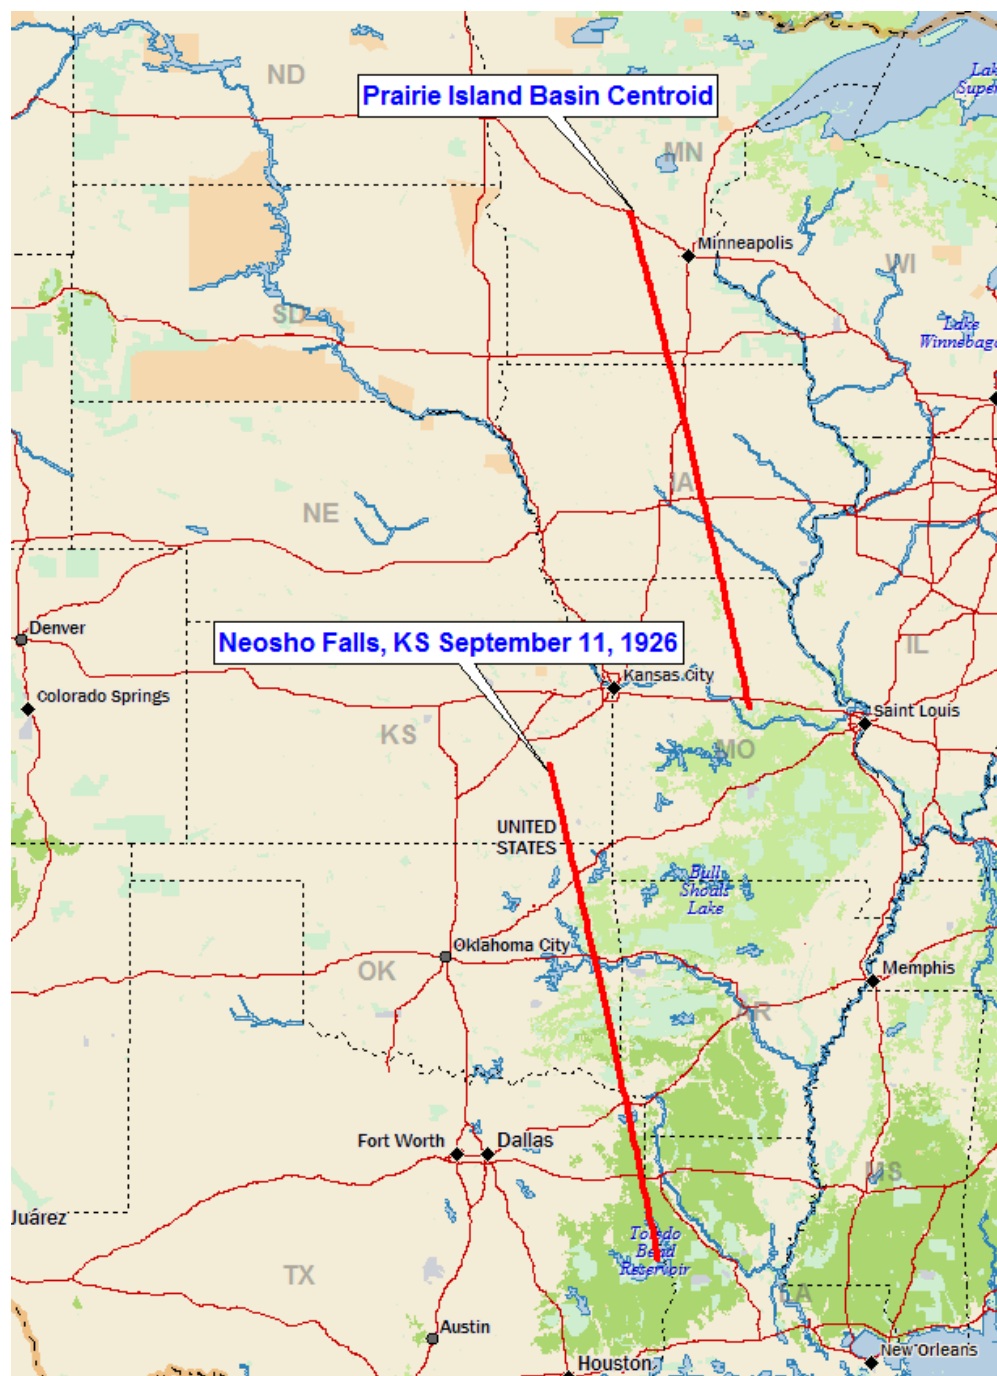 ND
Lak
Super
Prairie Island Basin Centroid
MN
Minneapolis
WI
SD
Lake
Winnebago
IA
NE
Denver
Neosho Falls, KS September 11, 1926
IL
Kansas City
Colorado Springs
Saint Louis
KS
MO
UNITED
STATES
Bull
Shoals
Lake
Oklahoma City
OK
Memphis
AR
Fort Worth
Dallas
MS
Juárez
Toledo
Bend
Reservoir
TX
LA
Austin
New Orleans
Houston